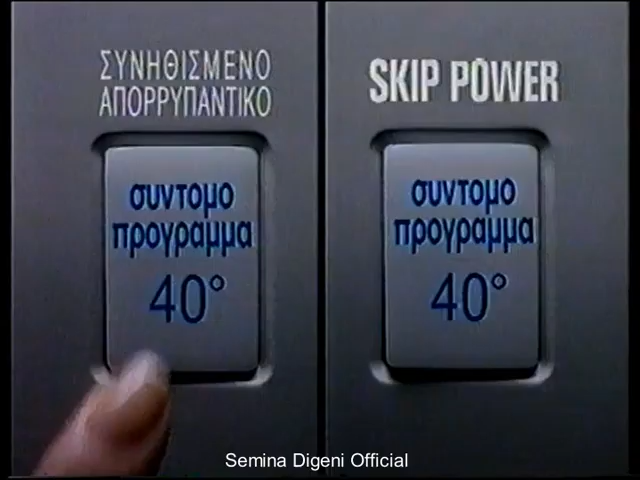 ΣΥΝΗΘΙΣΜΕΝΟ
ΑΠΟΡΡΥΠΑΝΤΙΚΟ
συντομο
προγραμμα
40°
SKIP POWER
συντομο
προγραμμα
40°
Semina Digeni Official